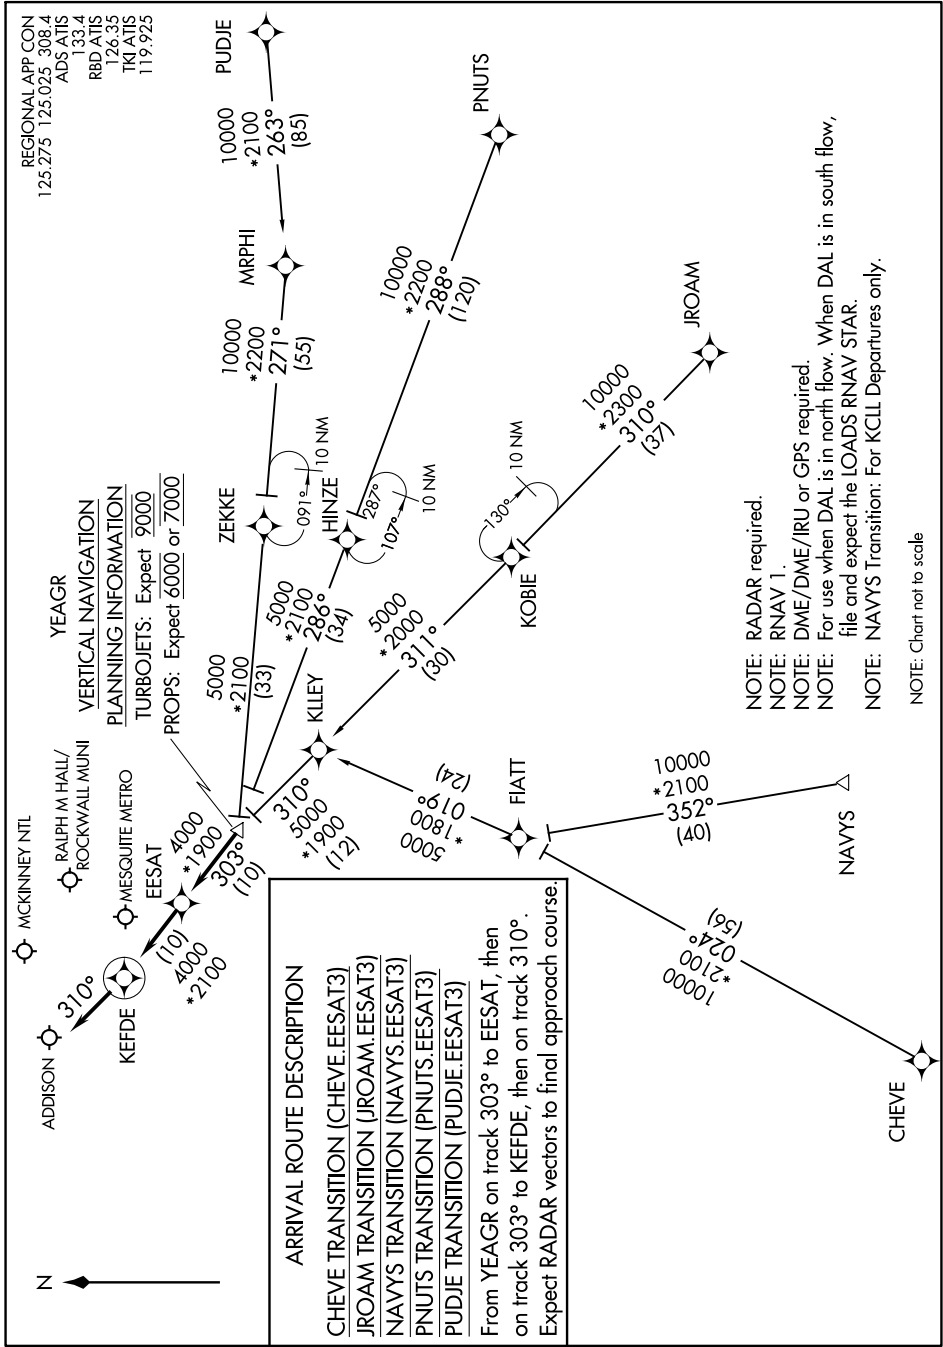 REGIONAL APP CON
125.275 125.025 308.4
ADS ATIS
133.4
RBD ATIS
126.35
TKI ATIS
119.925
N
ADDISON
MCKINNEY NTL
RALPH M HALL/
ROCKWALL MUNI
MESQUITE METRO
310°
KEFDE
(10)
4000
*2100
EESAT
4000
*1900
303°
(10)
YEAGR
VERTICAL NAVIGATION
PLANNING INFORMATION
TURBOJETS: Expect 9000
PROPS: Expect 6000 or 7000
5000
*2100
(33)
ZEKKE
091°
10 NM
10000
*2200
271°
(55)
MRPHI
10000
*2100
263°
(85)
PUDJE
5000
*2100
286°
(34)
HINZE
287°
107°
10 NM
10000
*2200
288°
(120)
PNUTS
310°
5000
*1900
(12)
KLLEY
5000
*2000
311°
(30)
KOBIE
130°
10 NM
10000
*2300
310°
(37)
JROAM
(24)
019°
*1800
5000
FIATT
10000
*2100
352°
(40)
NAVYS
(56)
024°
*2100
10000
CHEVE
ARRIVAL ROUTE DESCRIPTION
CHEVE TRANSITION (CHEVE.EESAT3)
JROAM TRANSITION (JROAM.EESAT3)
NAVYS TRANSITION (NAVYS.EESAT3)
PNUTS TRANSITION (PNUTS.EESAT3)
PUDJE TRANSITION (PUDJE.EESAT3)
From YEAGR on track 303° to EESAT, then
on track 303° to KEFDE, then on track 310°.
Expect RADAR vectors to final approach course.
NOTE: RADAR required.
NOTE: RNAV 1.
NOTE: DME/DME/IRU or GPS required.
NOTE: For use when DAL is in north flow. When DAL is in south flow,
file and expect the LOADS RNAV STAR.
NOTE: NAVYS Transition: For KCLL Departures only.
NOTE: Chart not to scale